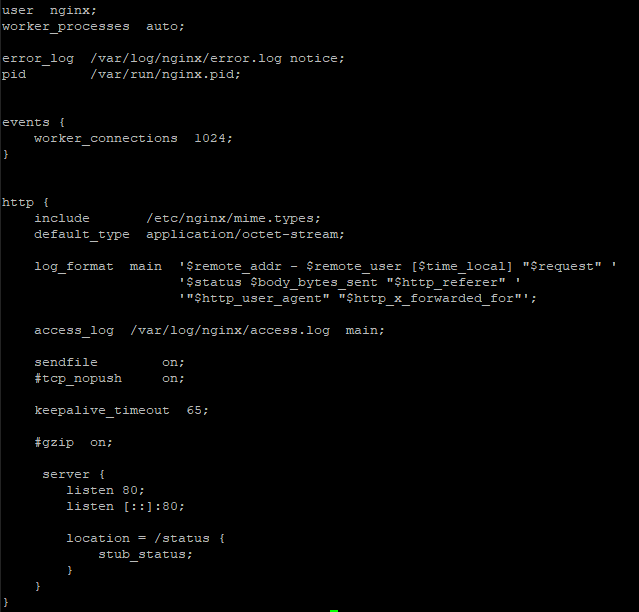 user  nginx;
worker_processes  auto;
error_log  /var/log/nginx/error.log notice;
pid        /var/run/nginx.pid;
events {
    worker_connections  1024;
}
http {
    include       /etc/nginx/mime.types;
    default_type  application/octet-stream;
    log_format  main  '$remote_addr - $remote_user [$time_local] "$request" '
                      '$status $body_bytes_sent "$http_referer" '
                      '"$http_user_agent" "$http_x_forwarded_for"';
    access_log  /var/log/nginx/access.log  main;
    sendfile        on;
    #tcp_nopush     on;
    keepalive_timeout  65;
    #gzip  on;
     server {
        listen 80;
        listen [::]:80;
        location = /status {
            stub_status;
        }
    }
}